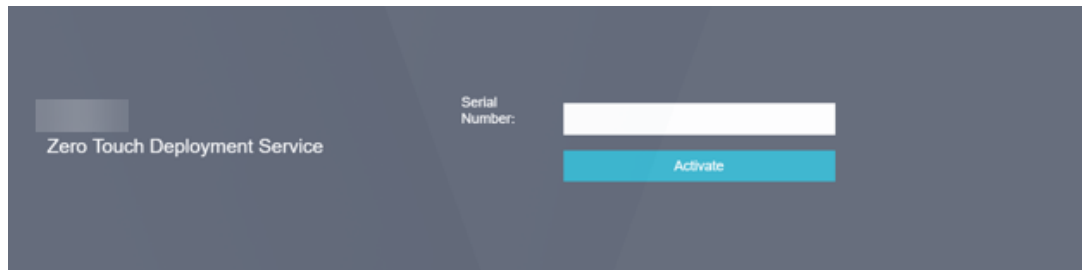 Serial
Number:
Zero Touch Deployment Service
Activate